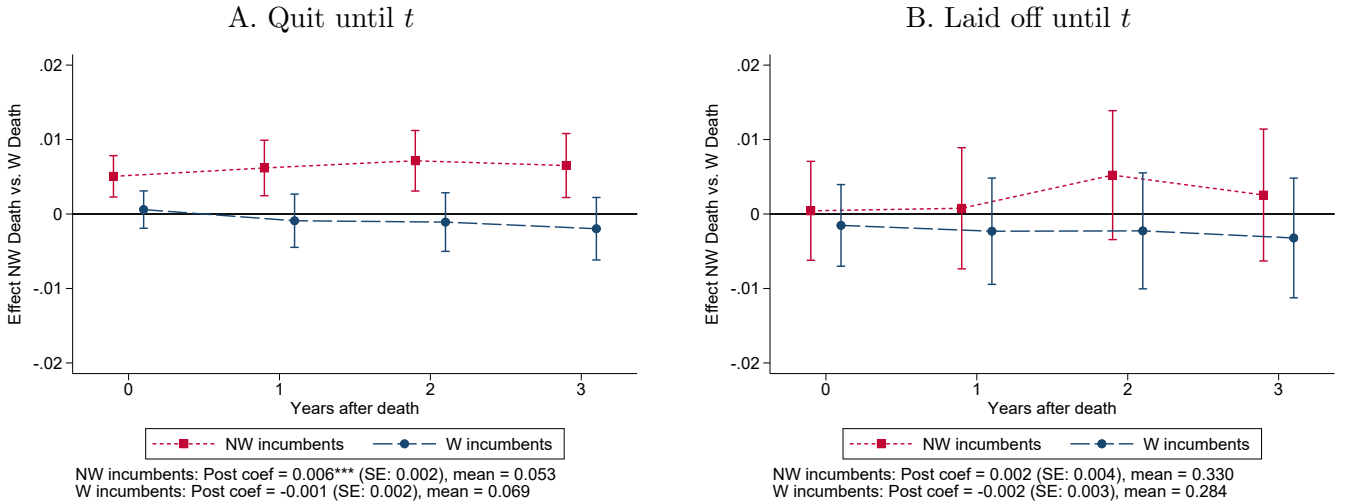 A. Quit until t
.02
.01
0
-.01
-.02
Effect NW Death vs. W Death
0 1 2 3
Years after death
NW incumbents W incumbents
NW incumbents: Post coef = 0.006*** (SE: 0.002), mean = 0.053
W incumbents: Post coef = -0.001 (SE: 0.002), mean = 0.069
B. Laid off until t
.02
.01
0
-.01
-.02
Effect NW Death vs. W Death
0 1 2 3
Years after death
NW incumbents W incumbents
NW incumbents: Post coef = 0.002 (SE: 0.004), mean = 0.330
W incumbents: Post coef = -0.002 (SE: 0.003), mean = 0.284